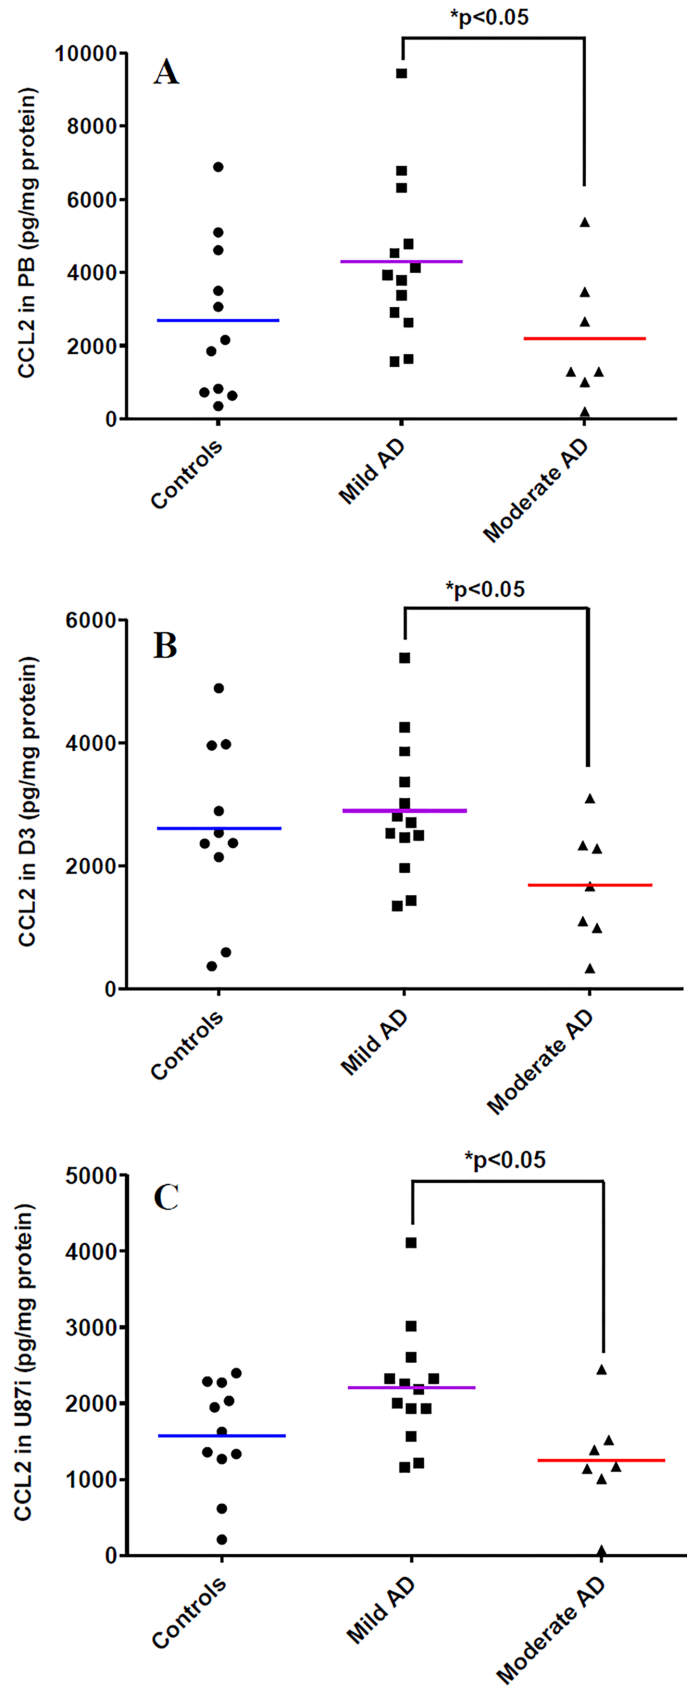 *p<0.05
A
10000
8000
6000
4000
2000
0
CCL2 in PB (pg/mg protein)
Controls
Mild AD
Moderate AD
*p<0.05
B
6000
4000
2000
0
CCL2 in D3 (pg/mg protein)
Controls
Mild AD
Moderate AD
*p<0.05
C
5000
4000
3000
2000
1000
0
CCL2 in U87i (pg/mg protein)
Controls
Mild AD
Moderate AD